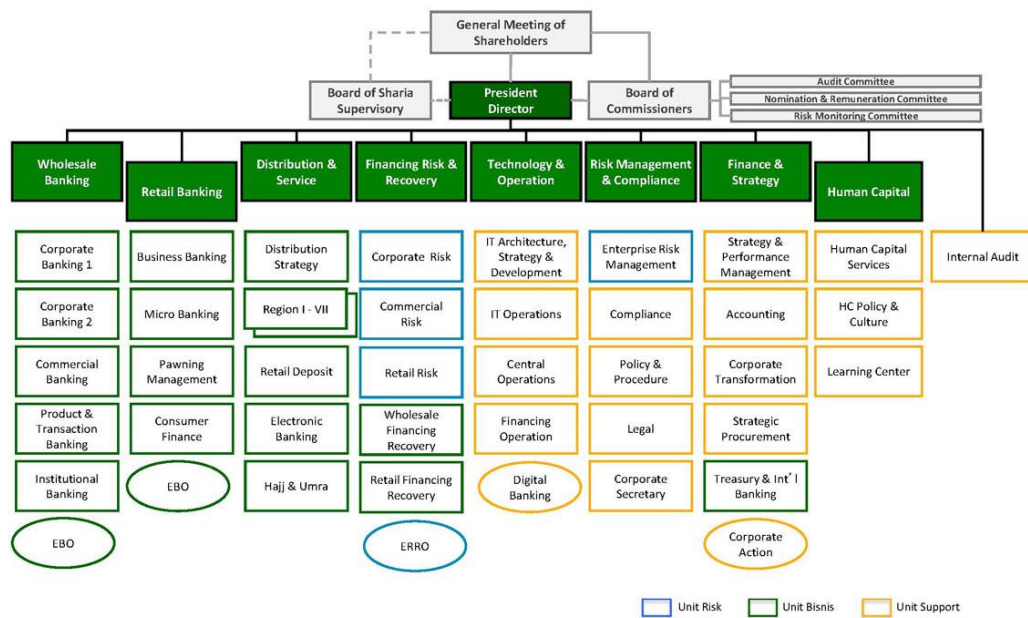 General Meeting of
Shareholders
Board of Sharia
Supervisory
President
Director
Board of
Commissioners
Audit Committee
Nomination & Remuneration Committee
Risk Monitoring Committee
Wholesale
Banking
Retail Banking
Distribution &
Service
Financing Risk &
Recovery
Technology &
Operation
Risk Management
& Compliance
Finance &
Strategy
Human Capital
Corporate
Banking 1
Business Banking
Distribution
Strategy
Corporate Risk
IT Architecture,
Strategy &
Development
Enterprise Risk
Management
Strategy &
Performance
Management
Human Capital
Services
Internal Audit
Corporate
Banking 2
Micro Banking
Region I - VII
Commercial
Risk
IT Operations
Compliance
Accounting
HC Policy &
Culture
Commercial
Banking
Pawning
Management
Retail Deposit
Retail Risk
Central
Operations
Policy &
Procedure
Corporate
Transformation
Learning Center
Product &
Transaction
Banking
Consumer
Finance
Electronic
Banking
Wholesale
Financing
Recovery
Financing
Operation
Legal
Strategic
Procurement
Institutional
Banking
EBO
Hajj & Umra
Retail Financing
Recovery
Digital
Banking
Corporate
Secretary
Treasury & Int' l
Banking
EBO
ERRO
Corporate
Action
Unit Risk
Unit Bisnis
Unit Support